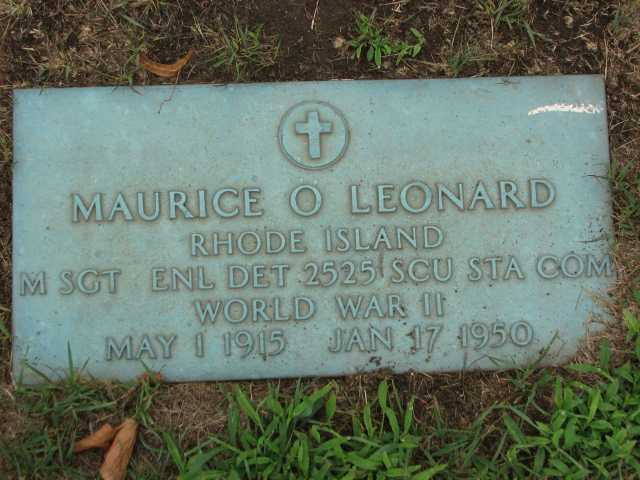 MAURICE O LEONARD
RHODE ISLAND
M SGT ENL DET 2525 SCU STA COM
WORLD WAR II
MAY 1 1915 JAN 17 1950